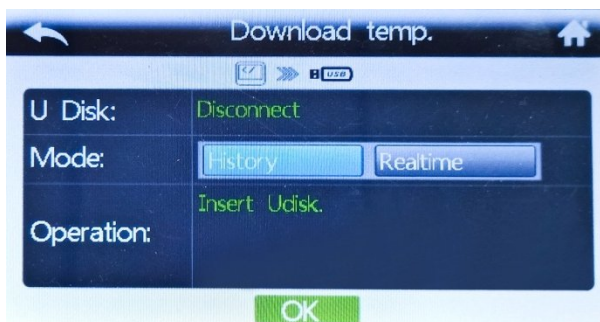 Download temp.
USB
U Disk: Disconnect
Mode: History Realtime
Operation: Insert Udisk.
OK